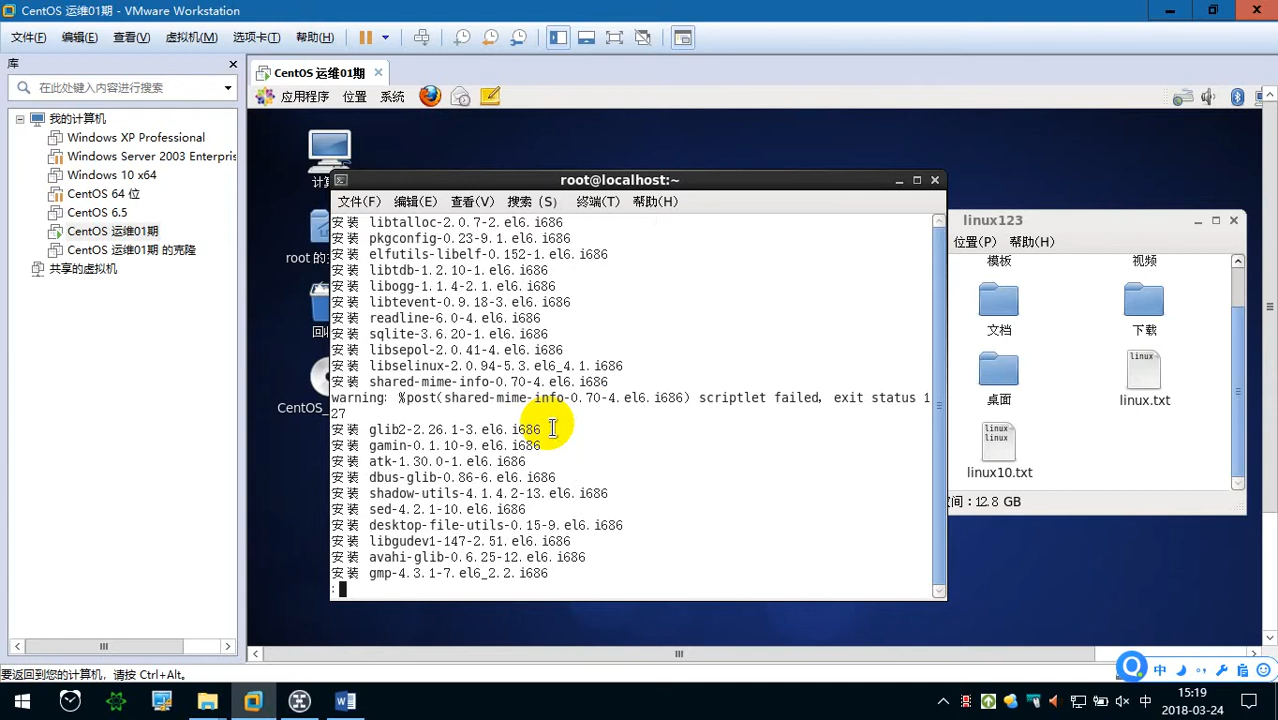 CentOS 运维01期 - VMware Workstation
文件(F) 编辑(E) 查看(V) 虚拟机(M) 选项卡(T) 帮助(H)
库
在此处键入内容进行搜索
我的计算机
Windows XP Professional
Windows Server 2003 Enterpris
Windows 10 x64
CentOS 64 位
CentOS 6.5
CentOS 运维01期
CentOS 运维01期 的克隆
共享的虚拟机
CentOS 运维01期
应用程序 位置 系统
root 的
CentOS_
root@localhost:~
文件(F) 编辑(E) 查看(V) 搜索 (S) 终端(T) 帮助(H)
安装 libtalloc-2.0.7-2.el6.i686
安装 pkgconfig-0.23-9.1.el6.i686
安装 elfutils-libelf-0.152-1.el6.i686
安装 libtdb-1.2.10-1.el6.i686
安装 libogg-1.1.4-2.1.el6.i686
安装 libtevent-0.9.18-3.el6.i686
安装 readline-6.0-4.el6.i686
安装 sqlite-3.6.20-1.el6.i686
安装 libsepol-2.0.41-4.el6.i686
安装 libselinux-2.0.94-5.3.el6_4.1.i686
安装 shared-mime-info-0.70-4.el6.i686
warning: %post(shared-mime-info-0.70-4.el6.i686) scriptlet failed, exit status 1
27
安装 glib2-2.26.1-3.el6.i686
安装 gamin-0.1.10-9.el6.i686
安装 atk-1.30.0-1.el6.i686
安装 dbus-glib-0.86-6.el6.i686
安装 shadow-utils-4.1.4.2-13.el6.i686
安装 sed-4.2.1-10.el6.i686
安装 desktop-file-utils-0.15-9.el6.i686
安装 libgudev1-147-2.51.el6.i686
安装 avahi-glib-0.6.25-12.el6.i686
安装 gmp-4.3.1-7.el6_2.2.i686
:
linux123
位置(P) 帮助(H)
模板 视频
文档 下载
linux
桌面 linux.txt
linux
linux
linux10.txt
间: 12.8 GB
要返回到您的计算机，请按 Ctrl+Alt。
中
中
15:19
2018-03-24